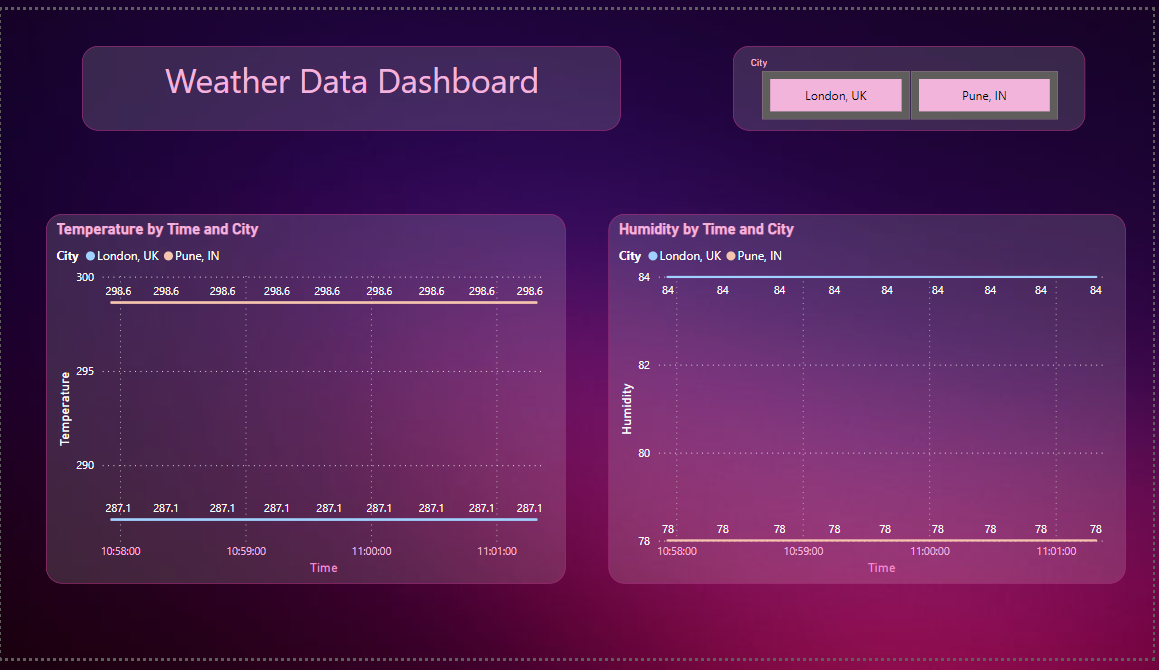 Weather Data Dashboard
City
London, UK Pune, IN
Temperature by Time and City
City London, UK Pune, IN
300
298.6 298.6 298.6 298.6 298.6 298.6 298.6 298.6 298.6
295
Temperature
290
287.1 287.1 287.1 287.1 287.1 287.1 287.1 287.1 287.1
10:58:00 10:59:00 11:00:00 11:01:00
Time
Humidity by Time and City
City London, UK Pune, IN
84
84 84 84 84 84 84 84 84 84
82
Humidity
80
78 78 78 78 78 78 78 78 78
78
10:58:00 10:59:00 11:00:00 11:01:00
Time